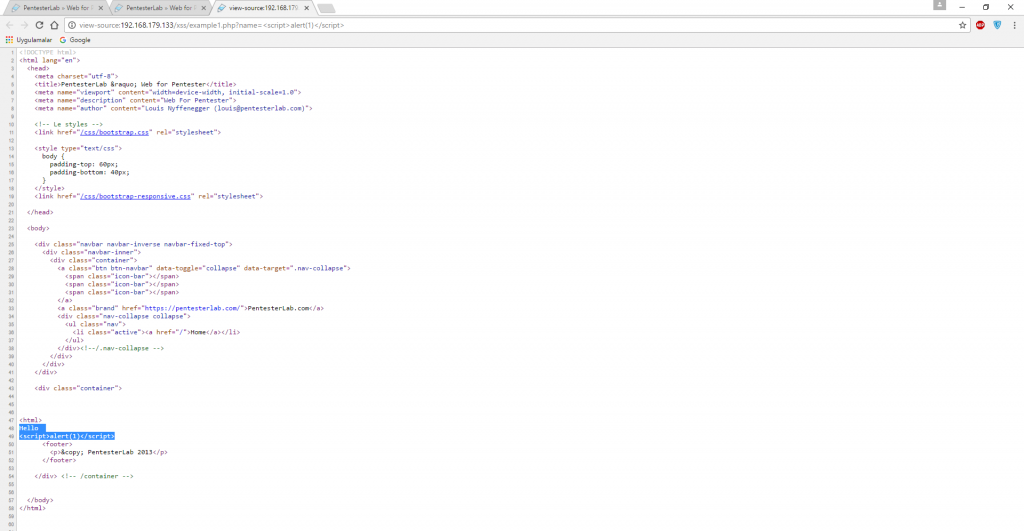 PentesterLab » Web for P
PentesterLab » Web for P
view-source:192.168.179.
view-source:192.168.179.133/xss/example1.php?name= <script>alert(1)</script>
ABP
Uygulamalar
Google
1 <!DOCTYPE html>
2 <html lang="en">
3 <head>
4 <meta charset="utf-8">
5 <title>PentesterLab &raquo; Web for Pentester</title>
6 <meta name="viewport" content="width=device-width, initial-scale=1.0">
7 <meta name="description" content="Web For Pentester">
8 <meta name="author" content="Louis Nyffenegger (louis@pentesterlab.com)">
9
10 <!-- Le styles -->
11 <link href="/css/bootstrap.css" rel="stylesheet">
12
13 <style type="text/css">
14 body {
15 padding-top: 60px;
16 padding-bottom: 40px;
17 }
18 </style>
19 <link href="/css/bootstrap-responsive.css" rel="stylesheet">
20
21 </head>
22
23 <body>
24
25 <div class="navbar navbar-inverse navbar-fixed-top">
26 <div class="navbar-inner">
27 <div class="container">
28 <a class="btn btn-navbar" data-toggle="collapse" data-target=".nav-collapse">
29 <span class="icon-bar"></span>
30 <span class="icon-bar"></span>
31 <span class="icon-bar"></span>
32 </a>
33 <a class="brand" href="https://pentesterlab.com/">PentesterLab.com</a>
34 <div class="nav-collapse collapse">
35 <ul class="nav">
36 <li class="active"><a href="/">Home</a></li>
37 </ul>
38 </div><!--/.nav-collapse -->
39 </div>
40 </div>
41 </div>
42
43 <div class="container">
44
45
46
47 <html>
48 Hello
49 <script>alert(1)</script>
50 <footer>
51 <p>&copy; PentesterLab 2013</p>
52 </footer>
53
54 </div> <!-- /container -->
55
56
57 </body>
58 </html>
59
60